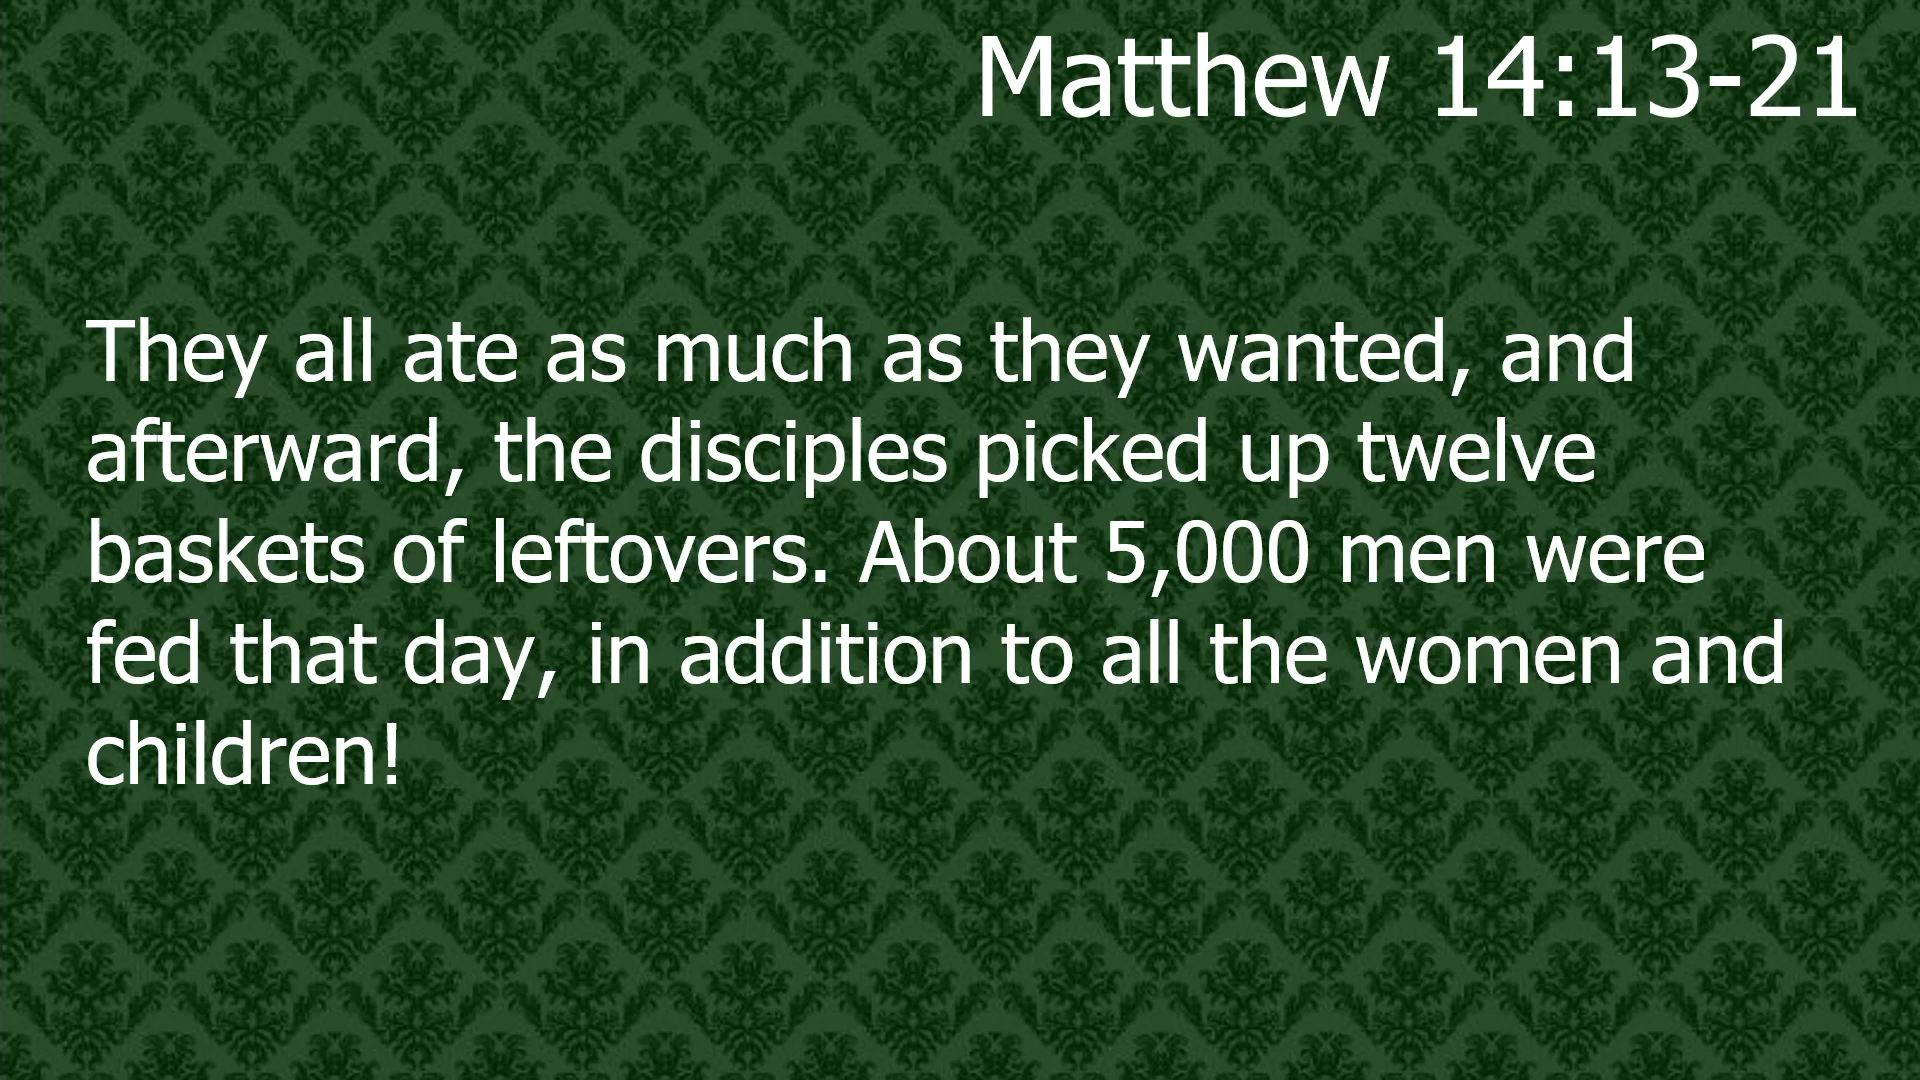 Matthew 14:13-21
They all ate as much as they wanted, and
afterward, the disciples picked up twelve
baskets of leftovers. About 5,000 men were
fed that day, in addition to all the women and
children!